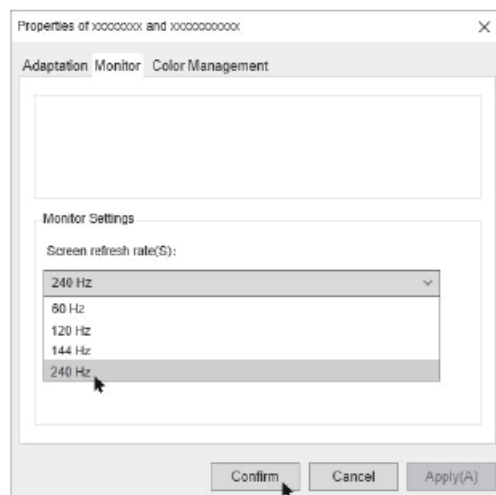 Properties of xxxxxxxx and xxxxxxxxxxx
Adaptation Monitor Color Management
Monitor Settings
Screen refresh rate(S):
240 Hz
60 Hz
120 Hz
144 Hz
240 Hz
Confirm Cancel Apply(A)